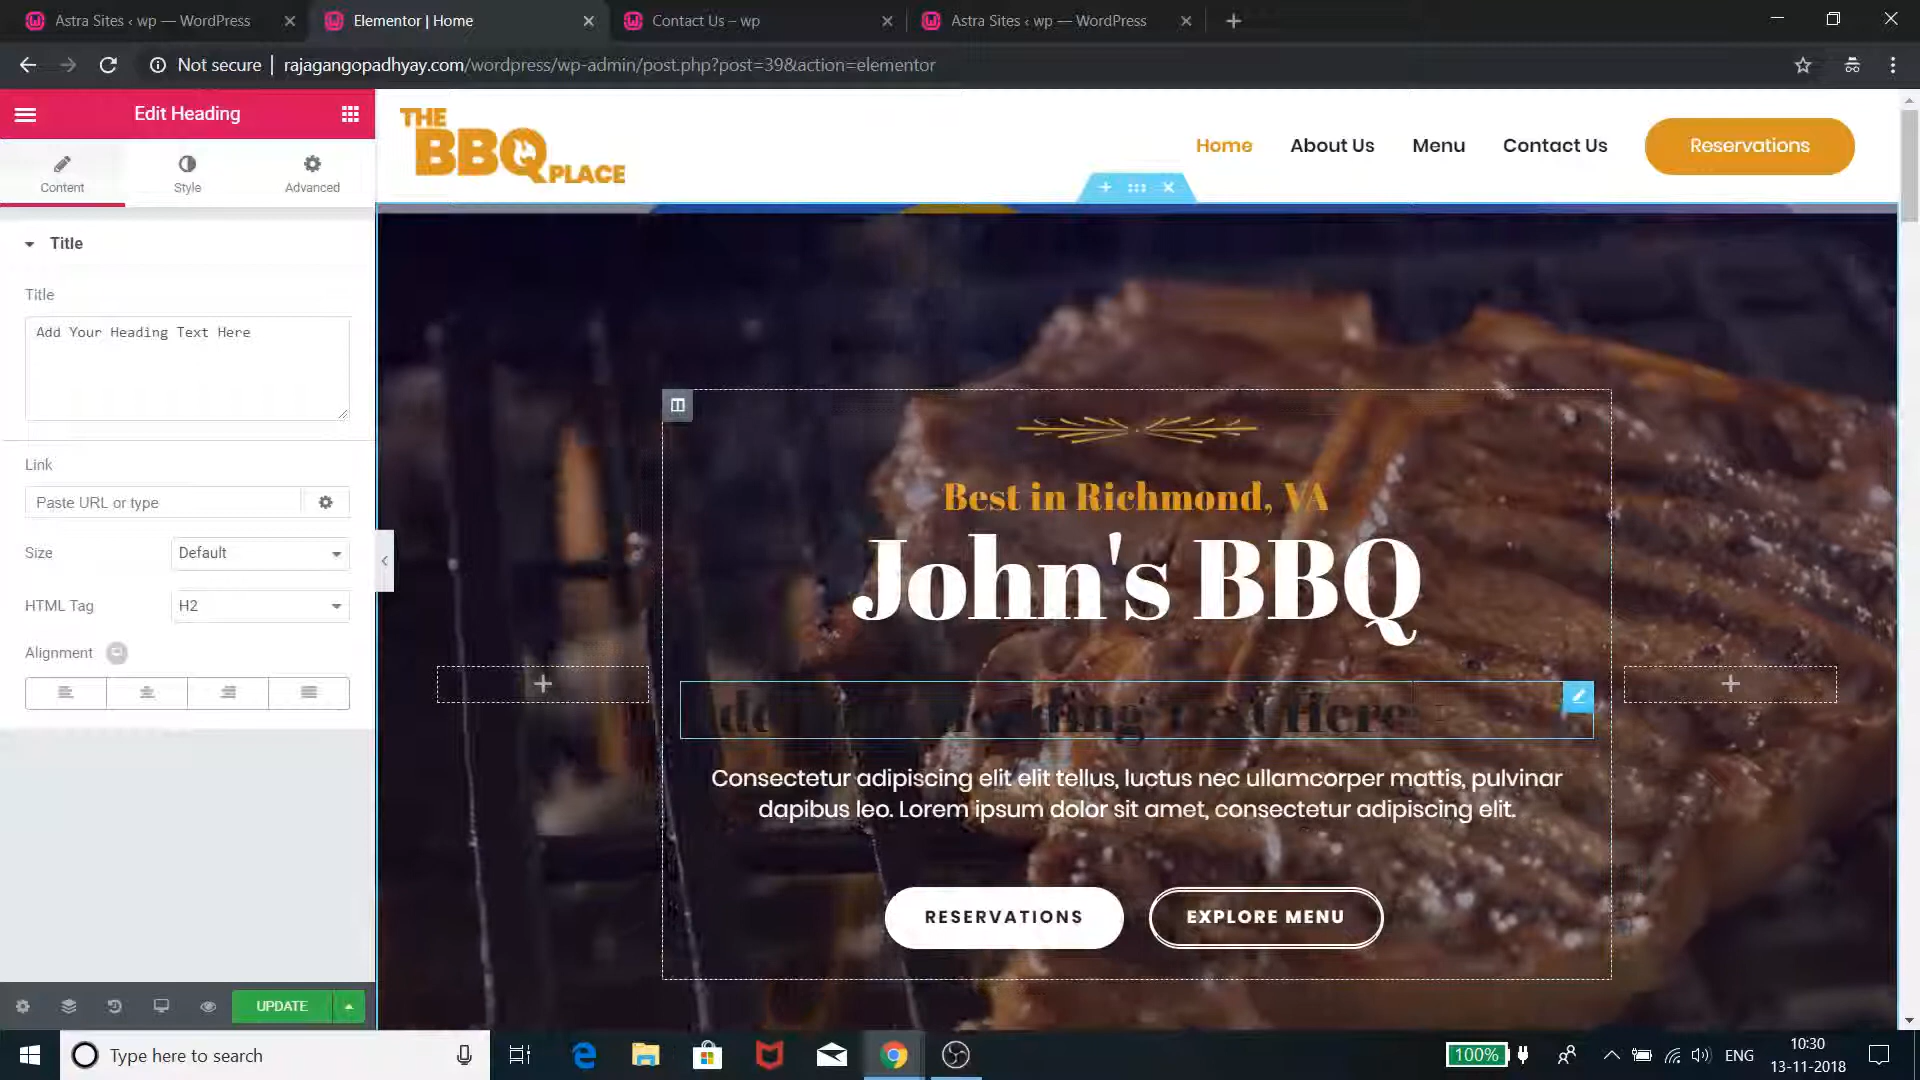 Astra Sites ‹ wp — WordPress
Elementor | Home
Contact Us – wp
Astra Sites ‹ wp — WordPress
Not secure | rajagangopadhyay.com/wordpress/wp-admin/post.php?post=39&action=elementor
Edit Heading
Content
Style
Advanced
Title
Title
Add Your Heading Text Here
Link
Paste URL or type
Size
Default
HTML Tag
H2
Alignment
UPDATE
THE
BBQ
PLACE
Home
About Us
Menu
Contact Us
Reservations
Best in Richmond, VA
John's BBQ
Add Your Heading Text Here
Consectetur adipiscing elit elit tellus, luctus nec ullamcorper mattis, pulvinar
dapibus leo. Lorem ipsum dolor sit amet, consectetur adipiscing elit.
RESERVATIONS
EXPLORE MENU
Type here to search
100%
ENG
10:30
13-11-2018